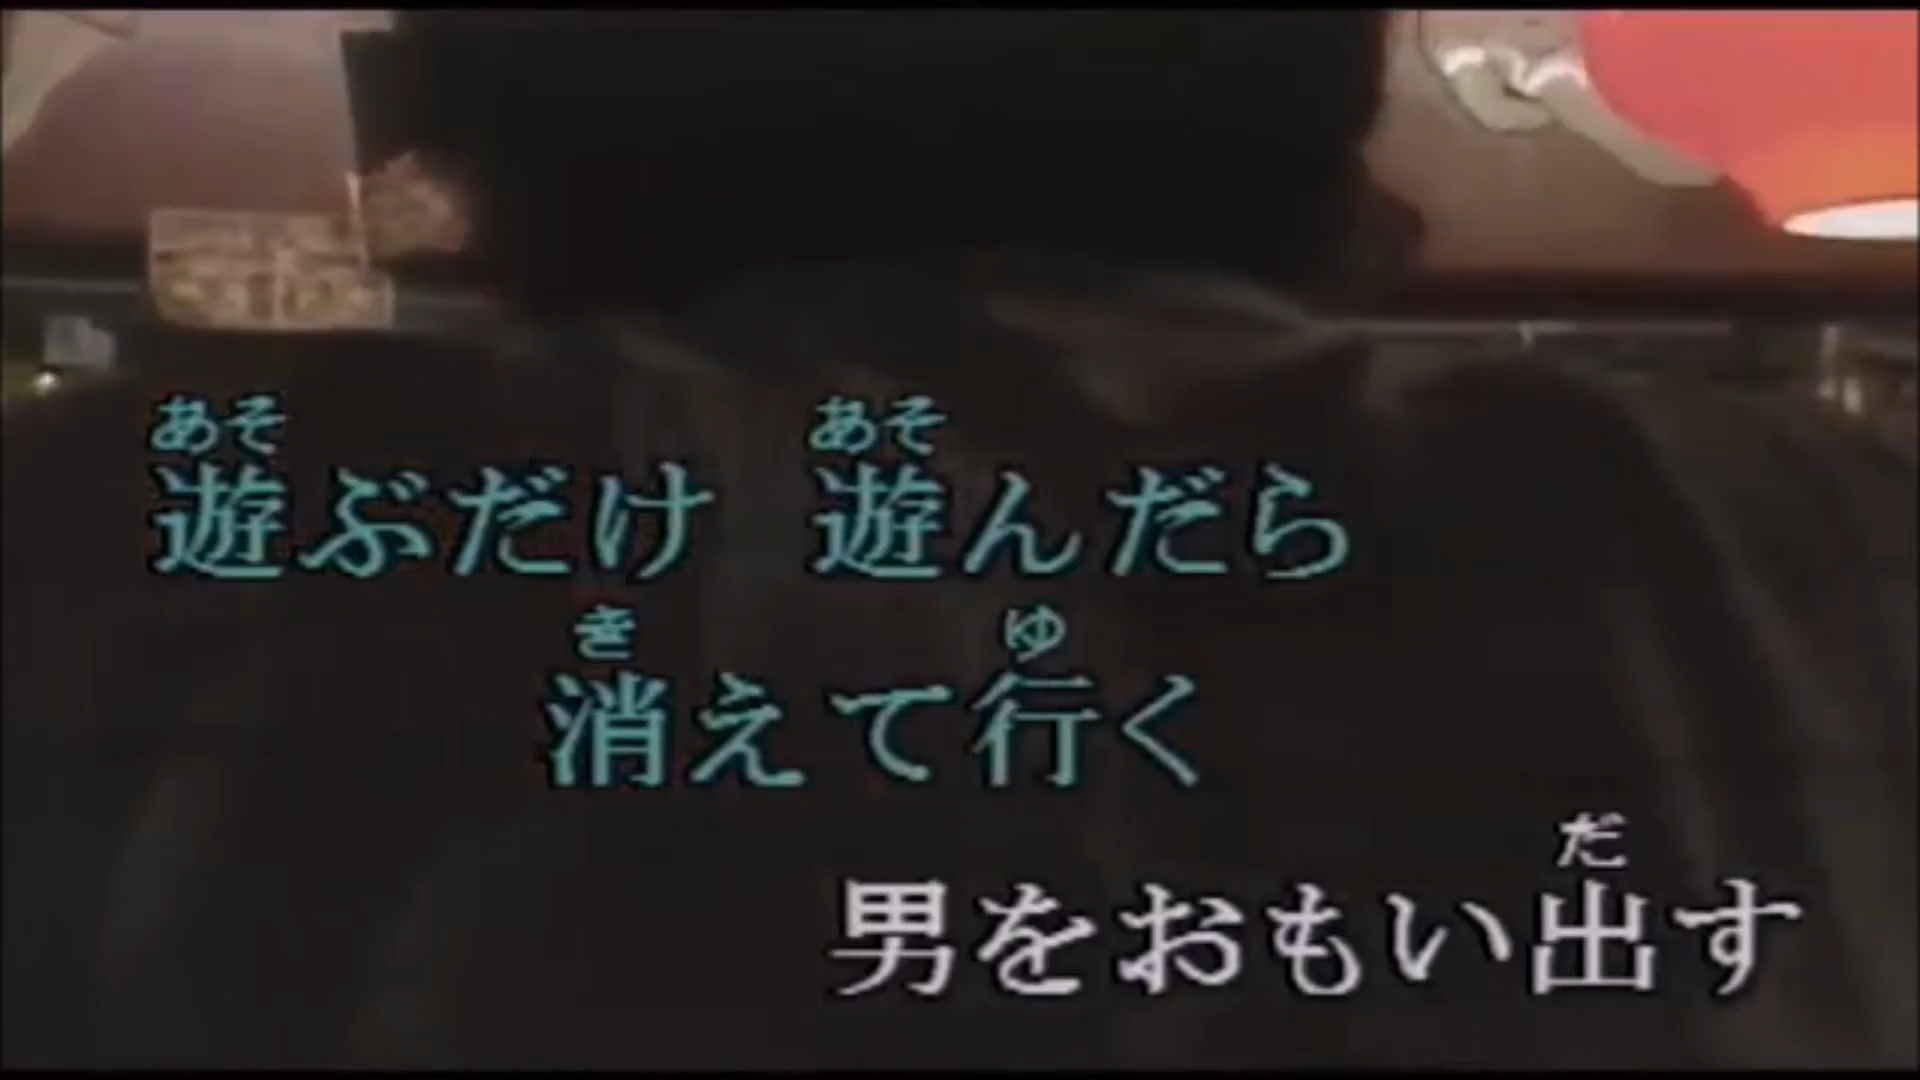 あそ あそ
遊ぶだけ 遊んだら
き ゆ
消えて行く
だ
男をおもい出す